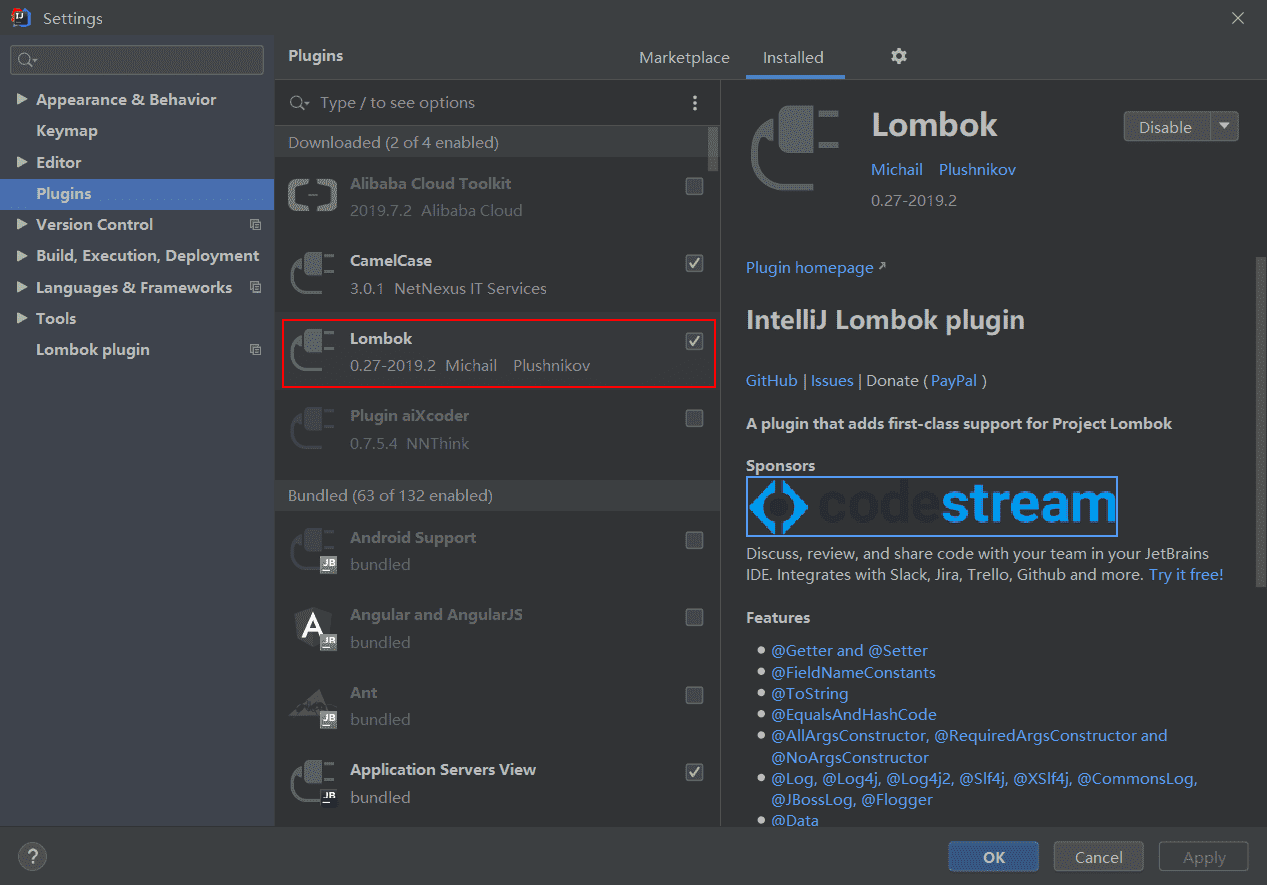 Settings
Appearance & Behavior
Keymap
Editor
Plugins
Version Control
Build, Execution, Deployment
Languages & Frameworks
Tools
Lombok plugin
Plugins
Marketplace
Installed
Type / to see options
Downloaded (2 of 4 enabled)
Alibaba Cloud Toolkit
2019.7.2 Alibaba Cloud
CamelCase
3.0.1 NetNexus IT Services
Lombok
0.27-2019.2 Michail Plushnikov
Plugin aiXcoder
0.7.5.4 NNThink
Bundled (63 of 132 enabled)
Android Support
bundled
Angular and AngularJS
bundled
Ant
bundled
Application Servers View
bundled
Lombok
Disable
Michail Plushnikov
0.27-2019.2
Plugin homepage
IntelliJ Lombok plugin
GitHub | Issues | Donate ( PayPal )
A plugin that adds first-class support for Project Lombok
Sponsors
codestream
Discuss, review, and share code with your team in your JetBrains
IDE. Integrates with Slack, Jira, Trello, Github and more. Try it free!
Features
@Getter and @Setter
@FieldNameConstants
@ToString
@EqualsAndHashCode
@AllArgsConstructor, @RequiredArgsConstructor and
@NoArgsConstructor
@Log, @Log4j, @Log4j2, @Slf4j, @XSlf4j, @CommonsLog,
@JBossLog, @Flogger
@Data
?
OK
Cancel
Apply